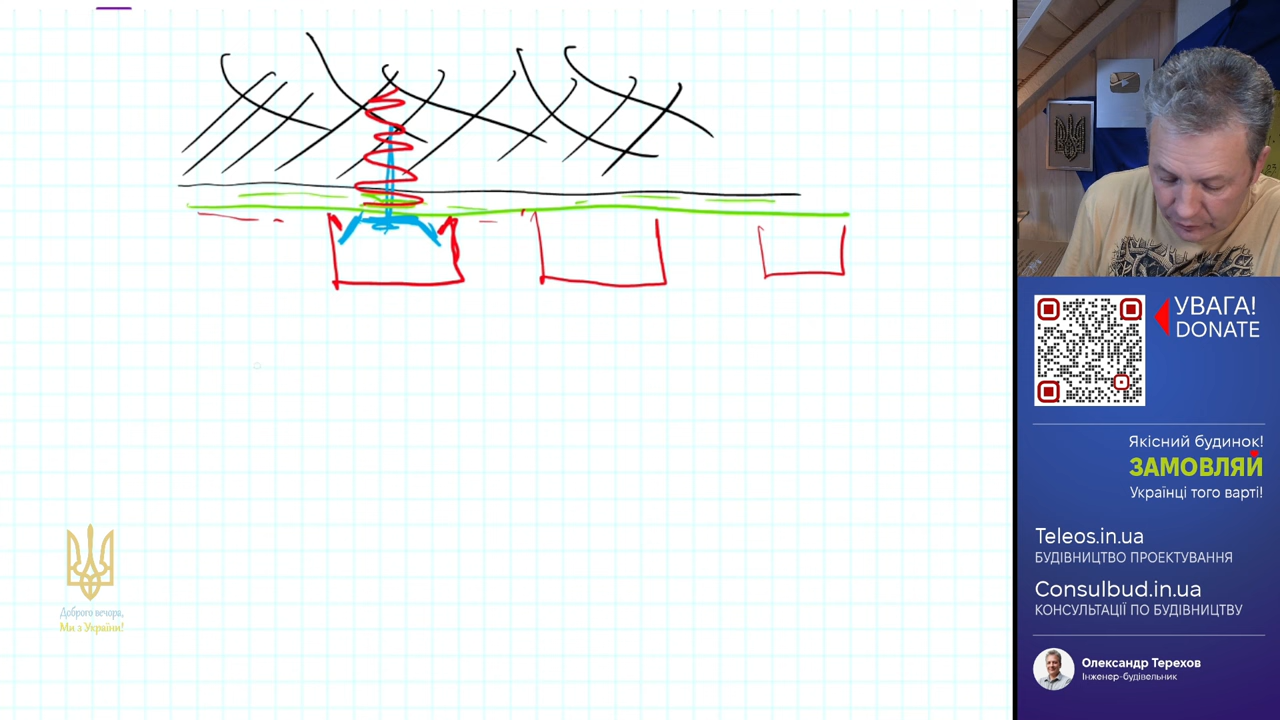 Доброго вечора,
Ми з України!
УВАГА!
DONATE
Якісний будинок!
ЗАМОВЛЯЙ
Українці того варті!
Teleos.in.ua
БУДІВНИЦТВО ПРОЕКТУВАННЯ
Consulbud.in.ua
КОНСУЛЬТАЦІЇ ПО БУДІВНИЦТВУ
Олександр Терехов
Інженер-будівельник